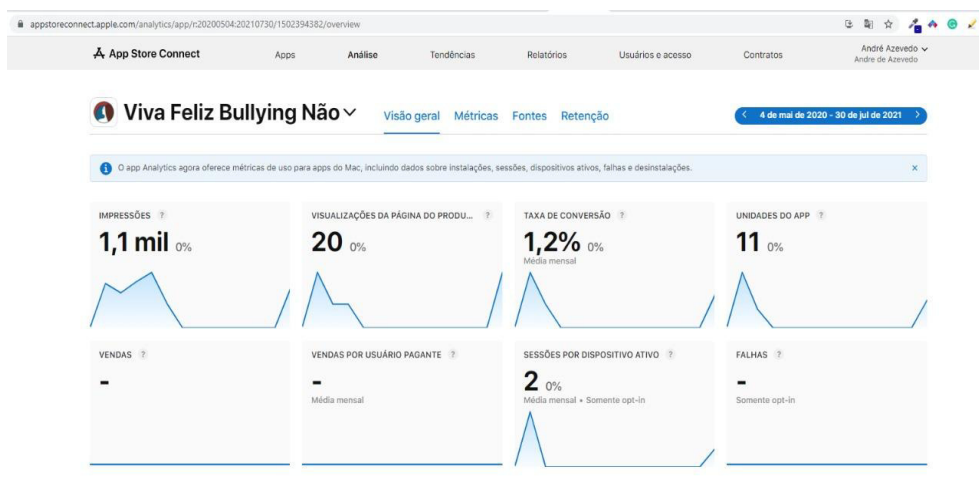 appstoreconnect.apple.com/analytics/app/r:20200504:20210730/1502394382/overview
App Store Connect
Apps
Análise
Tendências
Relatórios
Usuários e acesso
Contratos
André Azevedo
Andre de Azevedo
Viva Feliz Bullying Não
Visão geral
Métricas
Fontes
Retenção
4 de mai de 2020 - 30 de jul de 2021
O app Analytics agora oferece métricas de uso para apps do Mac, incluindo dados sobre instalações, sessões, dispositivos ativos, falhas e desinstalações.
IMPRESSÕES ?
1,1 mil 0%
VISUALIZAÇÕES DA PÁGINA DO PRODU... ?
20 0%
TAXA DE CONVERSÃO ?
1,2% 0%
Média mensal
UNIDADES DO APP ?
11 0%
VENDAS ?
-
VENDAS POR USUÁRIO PAGANTE ?
-
Média mensal
SESSÕES POR DISPOSITIVO ATIVO ?
2 0%
Média mensal • Somente opt-in
FALHAS ?
-
Somente opt-in